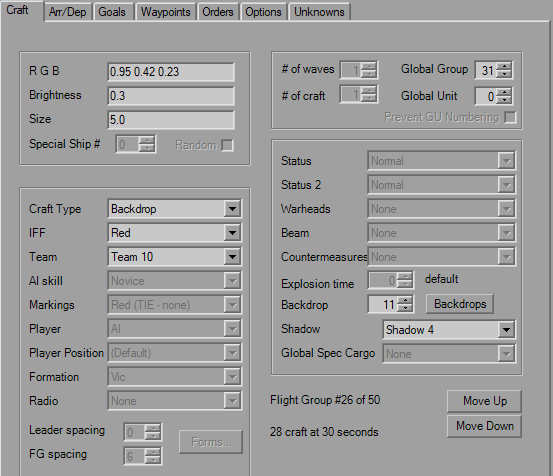 Craft Arr/Dep Goals Waypoints Orders Options Unknowns
R G B 0.95 0.42 0.23
Brightness 0.3
Size 5.0
Special Ship # 0 Random
# of waves 1 Global Group 31
# of craft 1 Global Unit 0
Prevent GU Numbering
Craft Type Backdrop
IFF Red
Team Team 10
AI skill Novice
Markings Red (TIE - none)
Player AI
Player Position (Default)
Formation Vic
Radio None
Leader spacing 0
FG spacing 6
Forms...
Status Normal
Status 2 Normal
Warheads None
Beam None
Countermeasures None
Explosion time 0 default
Backdrop 11 Backdrops
Shadow Shadow 4
Global Spec Cargo None
Flight Group #26 of 50
28 craft at 30 seconds
Move Up
Move Down